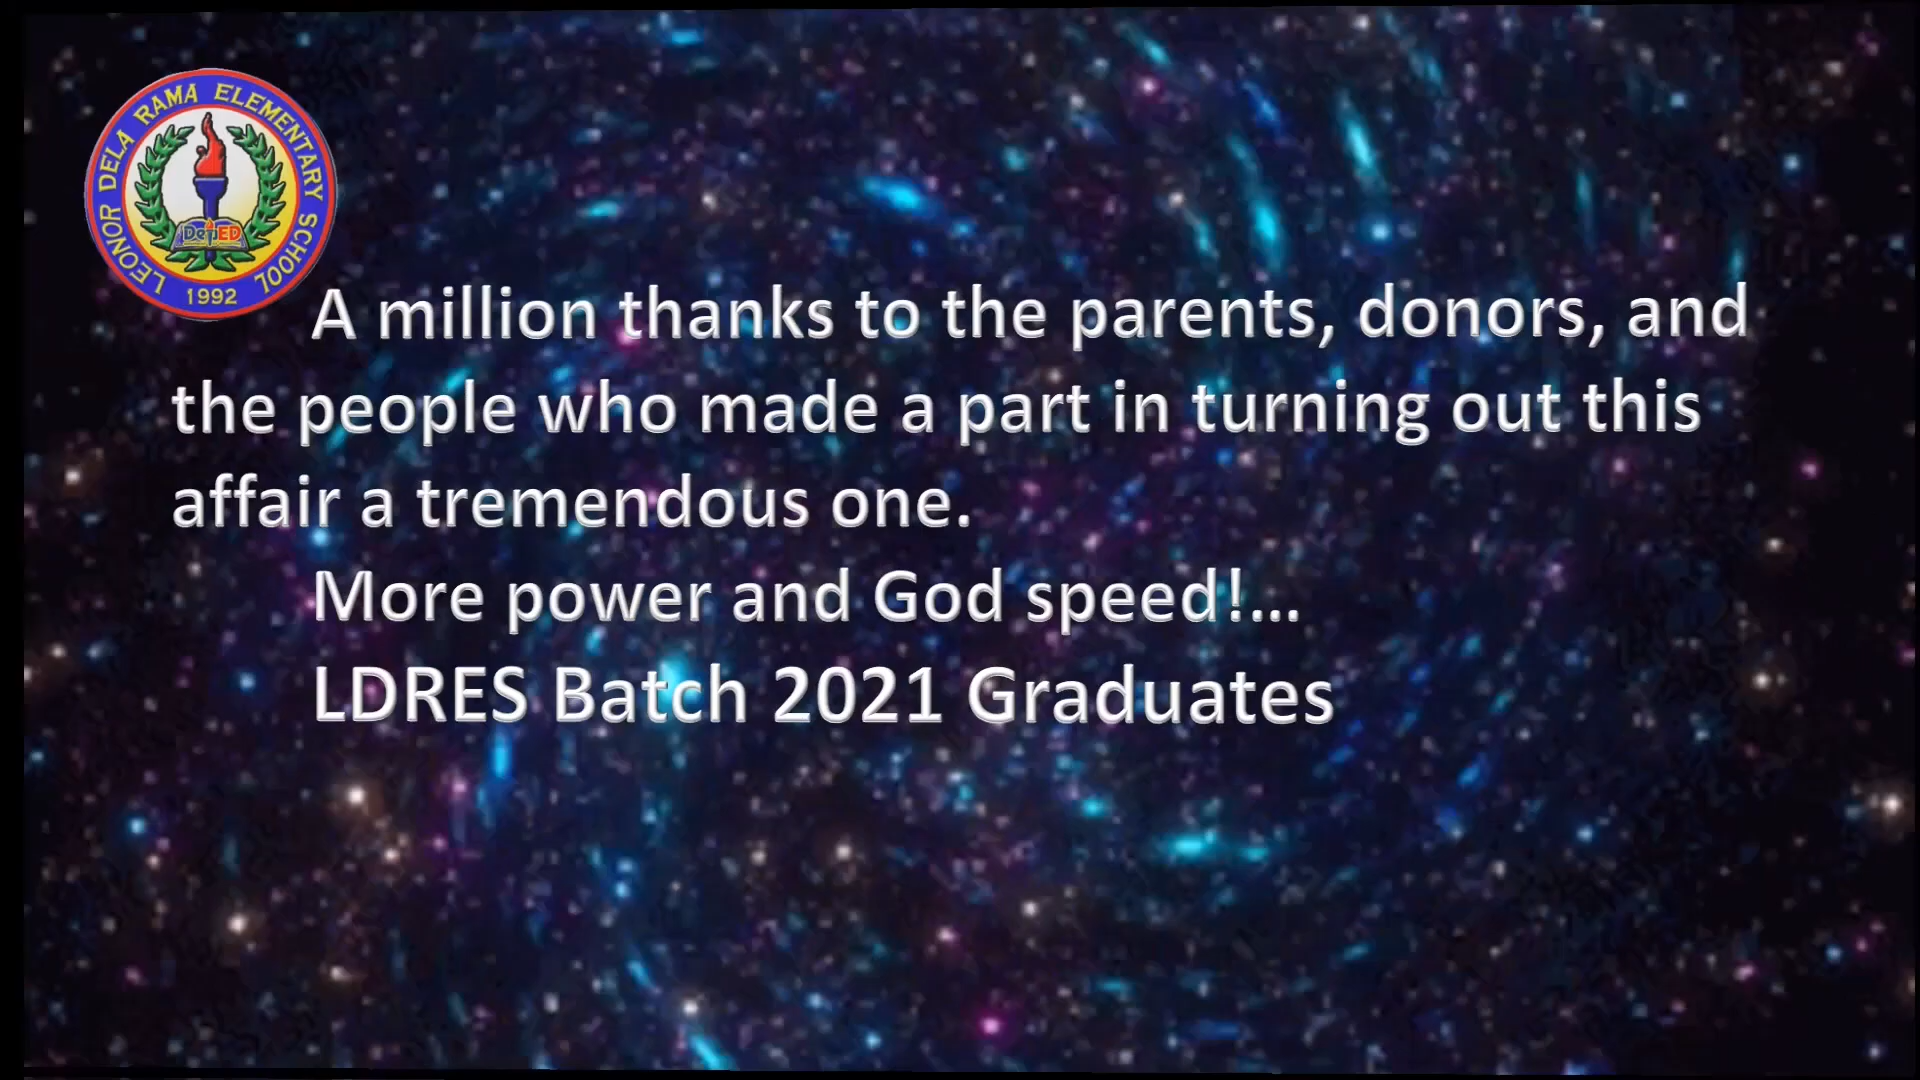 LEONOR DELA RAMA ELEMENTARY SCHOOL
DepED
1992
A million thanks to the parents, donors, and
the people who made a part in turning out this
affair a tremendous one.
More power and God speed!...
LDRES Batch 2021 Graduates